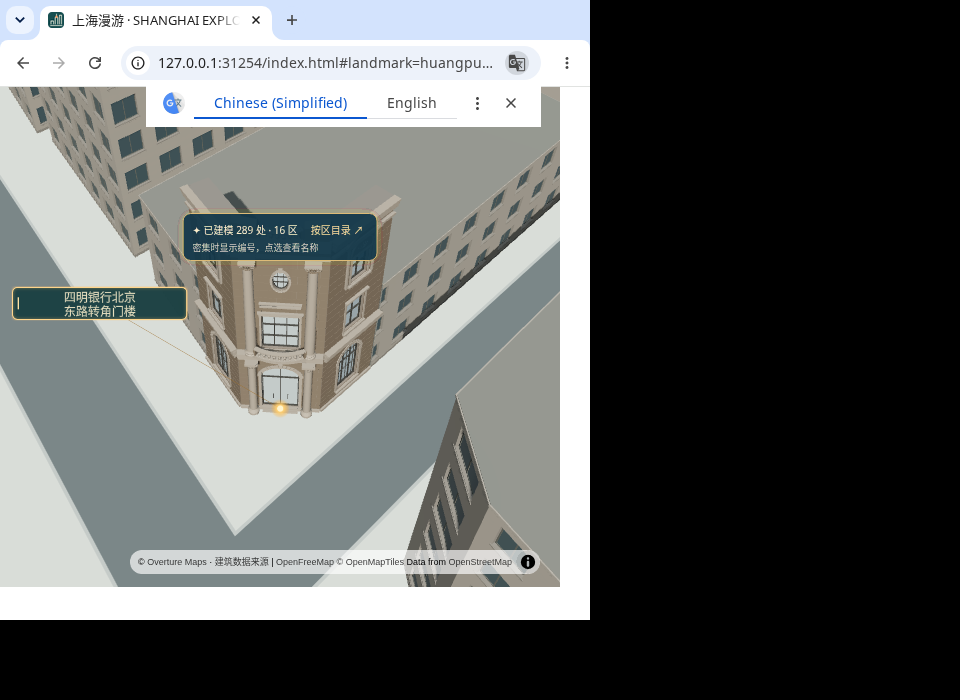 上海漫游 · SHANGHAI EXPLO
127.0.0.1:31254/index.html#landmark=huangpu...
Chinese (Simplified)
English
✦ 已建模 289 处 · 16 区 按区目录 ↗
密集时显示编号，点选查看名称
四明银行北京
东路转角门楼
© Overture Maps · 建筑数据来源 | OpenFreeMap © OpenMapTiles Data from OpenStreetMap